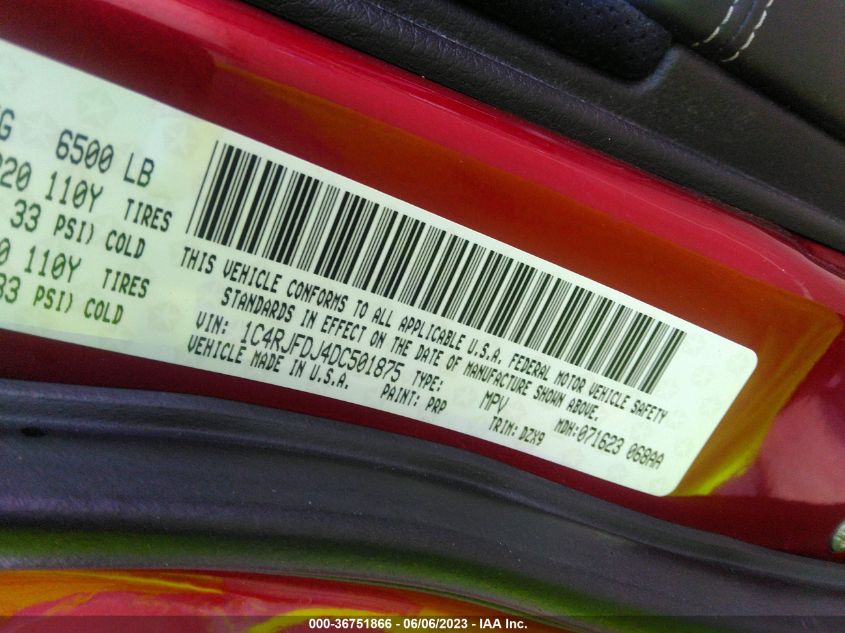 G 6500 LB
20 110Y TIRES
33 PSI) COLD
0 110Y TIRES
33 PSI) COLD
THIS VEHICLE CONFORMS TO ALL APPLICABLE U.S.A. FEDERAL MOTOR VEHICLE SAFETY
STANDARDS IN EFFECT ON THE DATE OF MANUFACTURE SHOWN ABOVE.
VIN: 1C4RJFDJ4DC501875 TYPE: MPV MDH:071623 068AA
VEHICLE MADE IN U.S.A. PAINT: PRP TRIM: DZX9
000-36751866 - 06/06/2023 - IAA Inc.